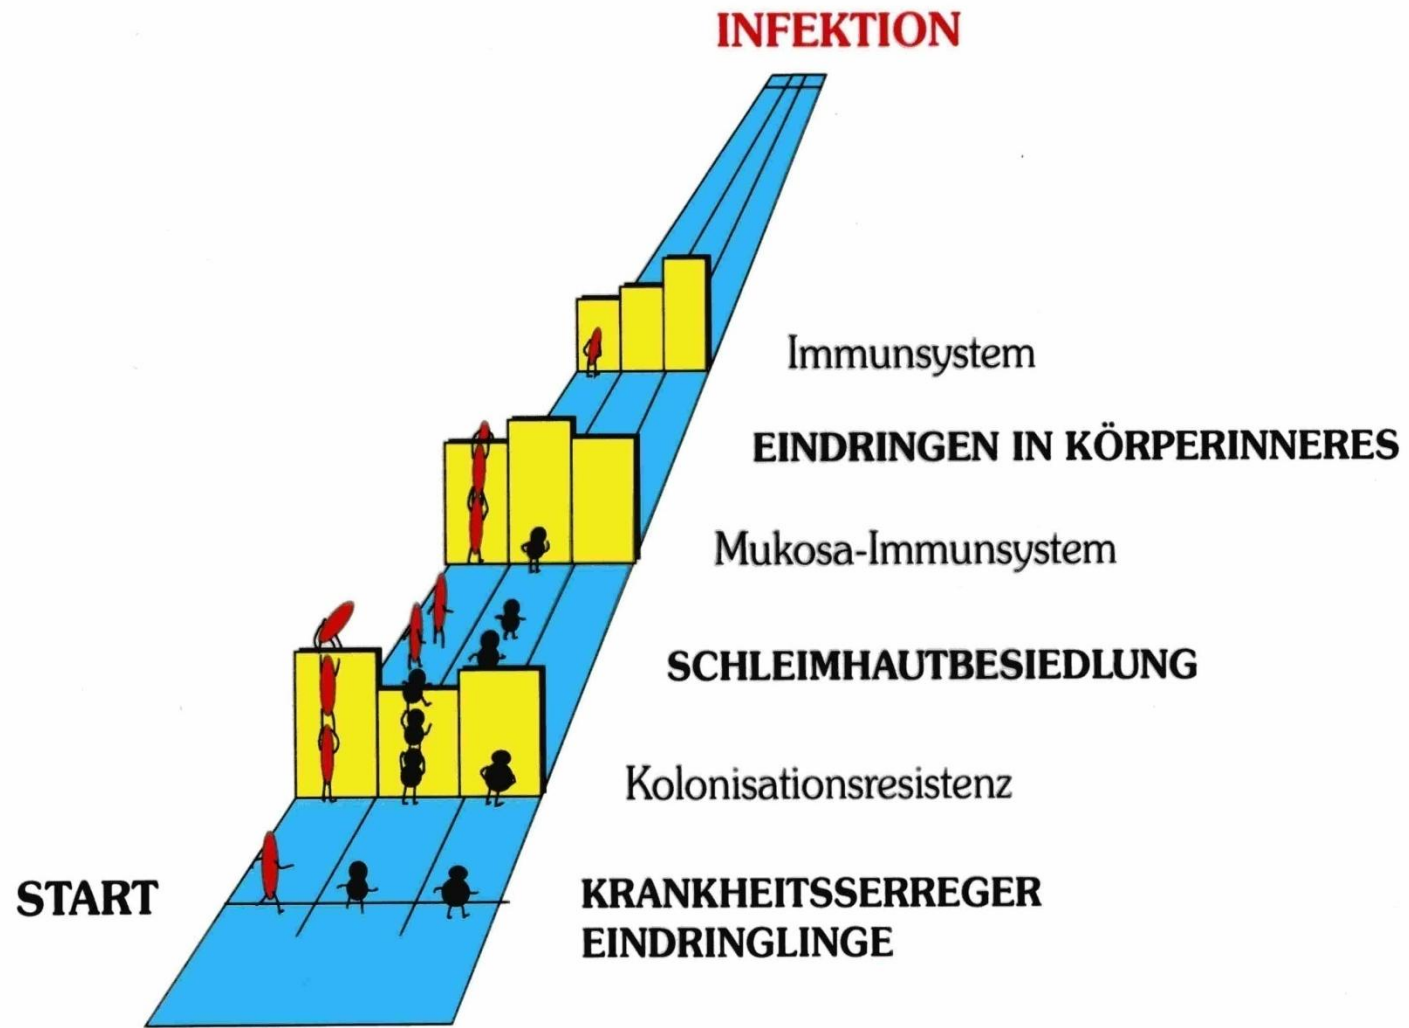 INFEKTION
Immunsystem
EINDRINGEN IN KÖRPERINNERES
Mukosa-Immunsystem
SCHLEIMHAUTBESIEDLUNG
Kolonisationsresistenz
START
KRANKHEITSSERREGER
EINDRINGLINGE